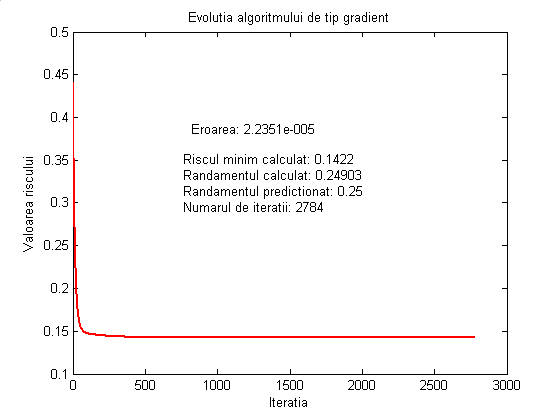 Evolutia algoritmului de tip gradient
0.5
0.45
0.4
0.35
0.3
0.25
0.2
0.15
0.1
Valoarea riscului
Eroarea: 2.2351e-005
Riscul minim calculat: 0.1422
Randamentul calculat: 0.24903
Randamentul predictionat: 0.25
Numarul de iteratii: 2784
0 500 1000 1500 2000 2500 3000
Iteratia